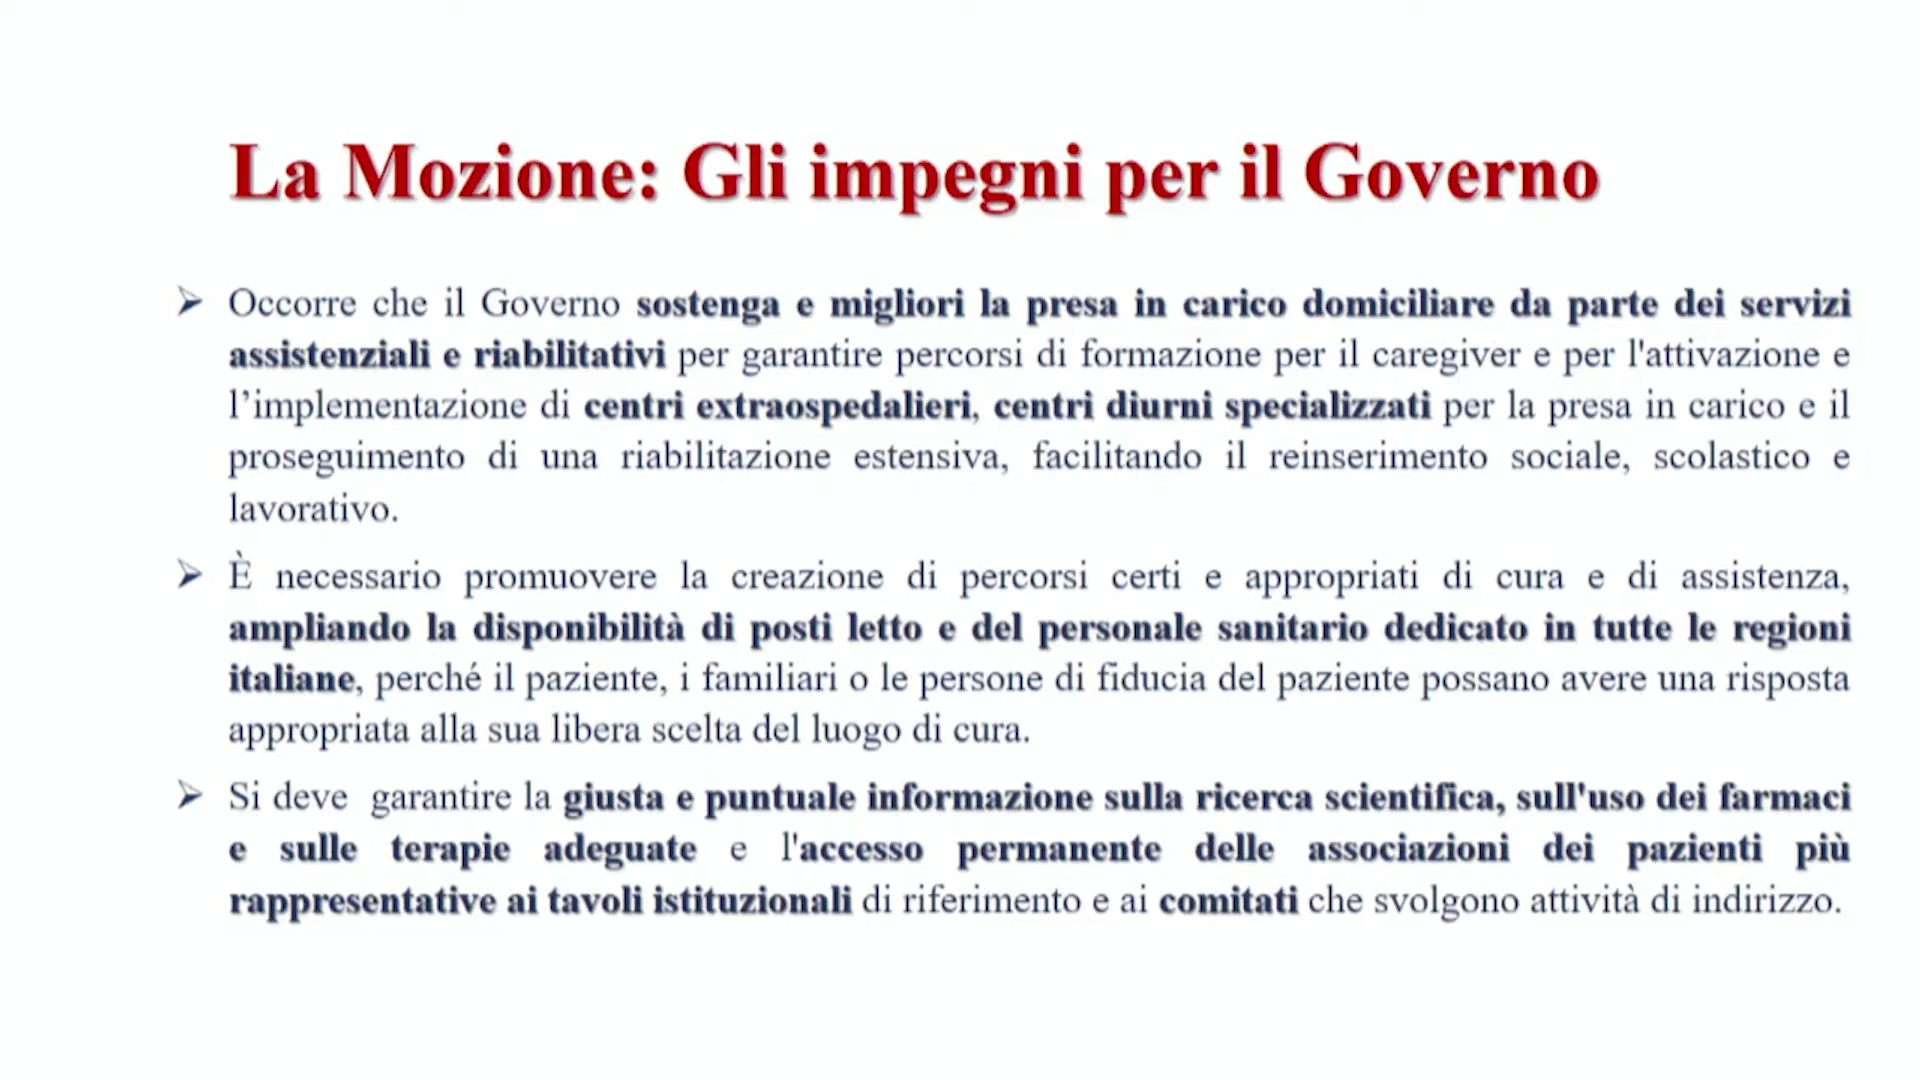 La Mozione: Gli impegni per il Governo
➢ Occorre che il Governo sostenga e migliori la presa in carico domiciliare da parte dei servizi
assistenziali e riabilitativi per garantire percorsi di formazione per il caregiver e per l'attivazione e
l’implementazione di centri extraospedalieri, centri diurni specializzati per la presa in carico e il
proseguimento di una riabilitazione estensiva, facilitando il reinserimento sociale, scolastico e
lavorativo.
➢ È necessario promuovere la creazione di percorsi certi e appropriati di cura e di assistenza,
ampliando la disponibilità di posti letto e del personale sanitario dedicato in tutte le regioni
italiane, perché il paziente, i familiari o le persone di fiducia del paziente possano avere una risposta
appropriata alla sua libera scelta del luogo di cura.
➢ Si deve garantire la giusta e puntuale informazione sulla ricerca scientifica, sull'uso dei farmaci
e sulle terapie adeguate e l'accesso permanente delle associazioni dei pazienti più
rappresentative ai tavoli istituzionali di riferimento e ai comitati che svolgono attività di indirizzo.